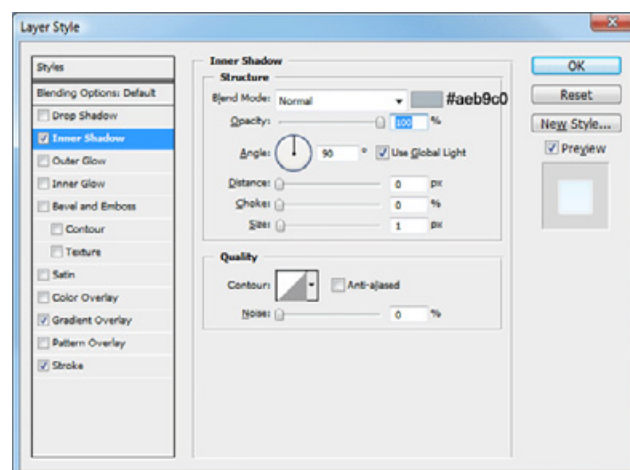 Layer Style
Styles
Blending Options: Default
Drop Shadow
Inner Shadow
Outer Glow
Inner Glow
Bevel and Emboss
Contour
Texture
Satin
Color Overlay
Gradient Overlay
Pattern Overlay
Stroke
Inner Shadow
Structure
Blend Mode: Normal #aeb9c0
Opacity: 100 %
Angle: 90 ° Use Global Light
Distance: 0 px
Choke: 0 %
Size: 1 px
Quality
Contour: Anti-aliased
Noise: 0 %
OK
Reset
New Style...
Preview